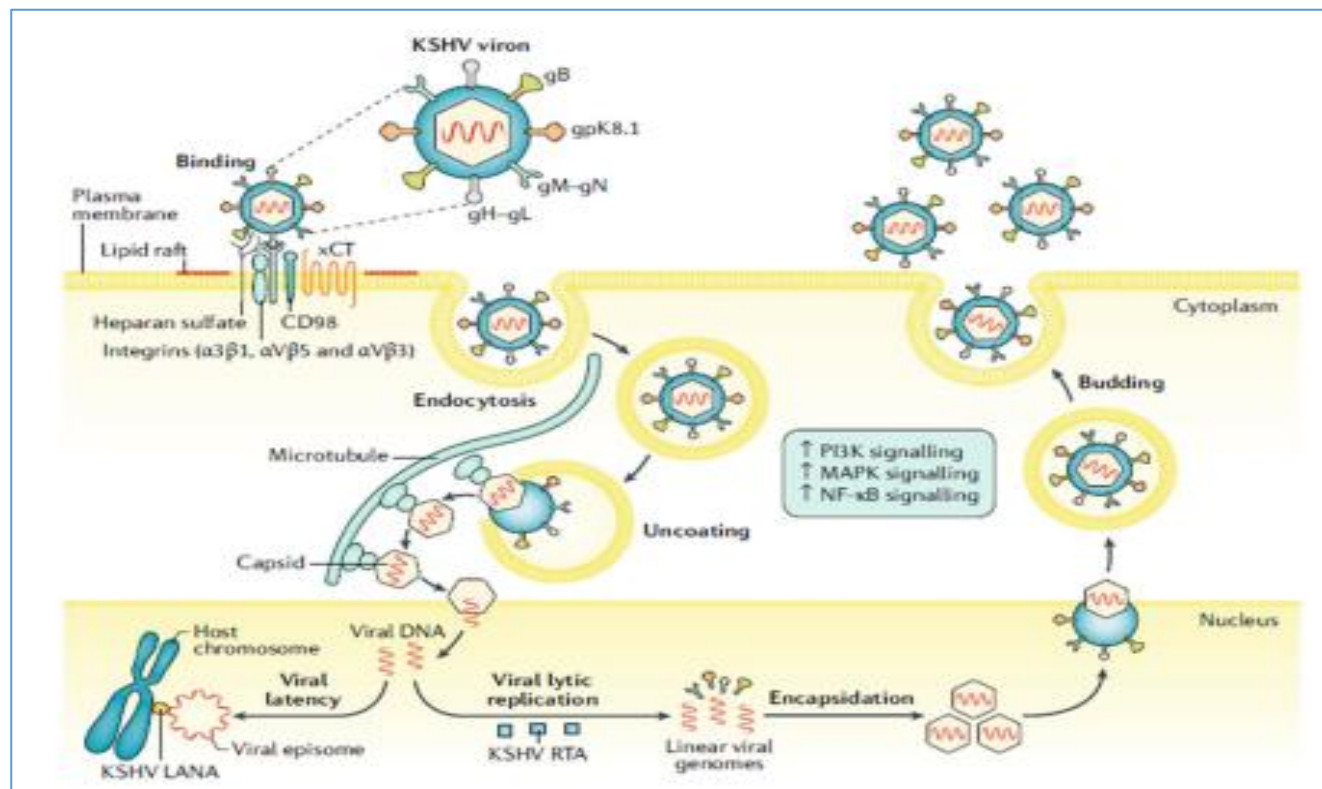 KSHV viron
gB
gpK8.1
gM–gN
gH–gL
Binding
Plasma
membrane
Lipid raft
xCT
Heparan sulfate
CD98
Integrins (α3β1, αVβ5 and αVβ3)
Cytoplasm
Endocytosis
Budding
Microtubule
↑ PI3K signalling
↑ MAPK signalling
↑ NF-κB signalling
Uncoating
Capsid
Nucleus
Host
chromosome
Viral DNA
Viral
latency
Viral lytic
replication
Encapsidation
Viral episome
KSHV LANA
KSHV RTA
Linear viral
genomes